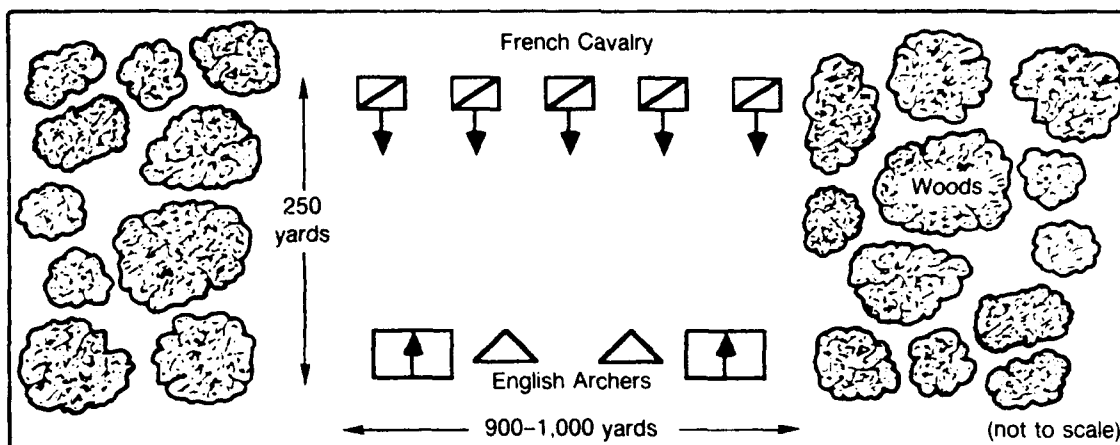 French Cavalry
250
yards
Woods
English Archers
900–1,000 yards
(not to scale)